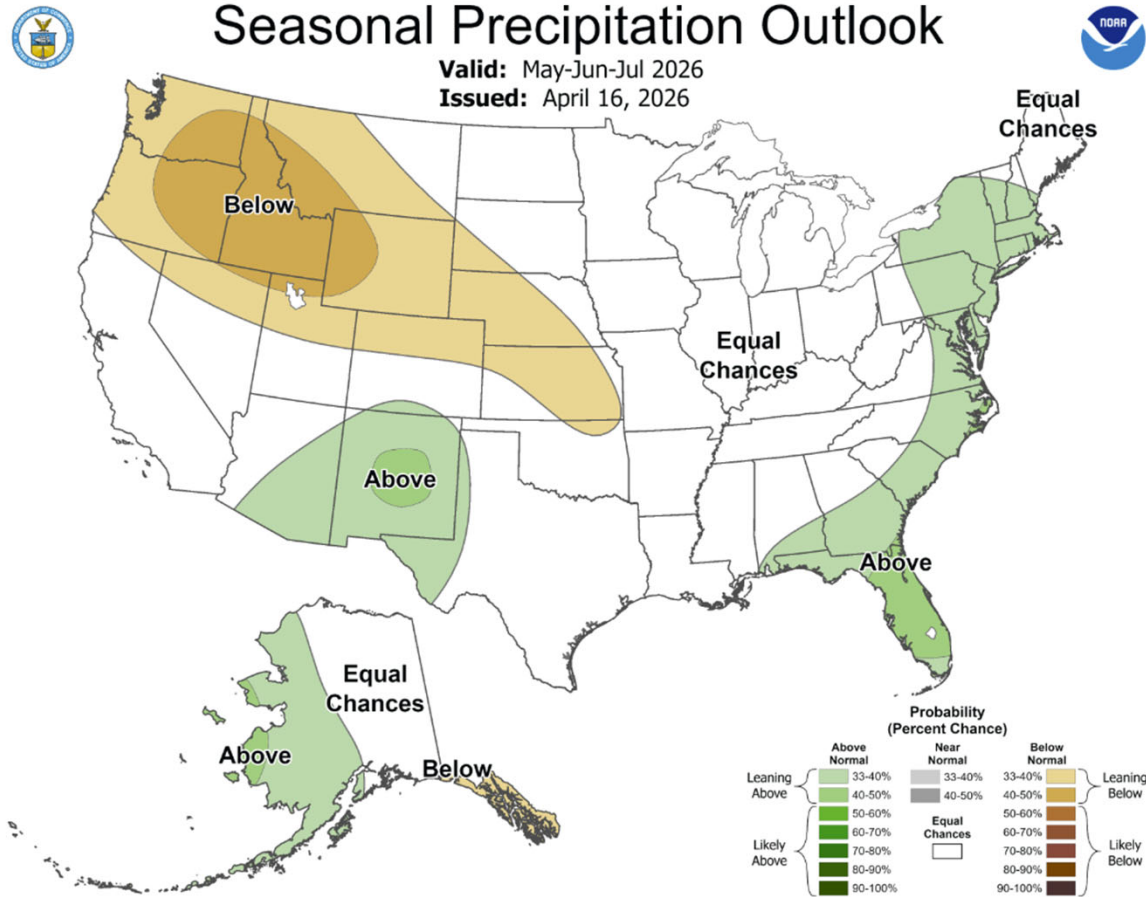 Seasonal Precipitation Outlook
NOAA
Valid: May-Jun-Jul 2026
Issued: April 16, 2026
Equal
Chances
Below
Equal
Chances
Above
Above
Equal
Chances
Above
Below
Probability
(Percent Chance)
Above
Normal
Near
Normal
Below
Normal
Leaning
Above
33-40%
40-50%
33-40%
40-50%
33-40%
40-50%
Leaning
Below
Likely
Above
50-60%
60-70%
70-80%
80-90%
90-100%
Equal
Chances
50-60%
60-70%
70-80%
80-90%
90-100%
Likely
Below